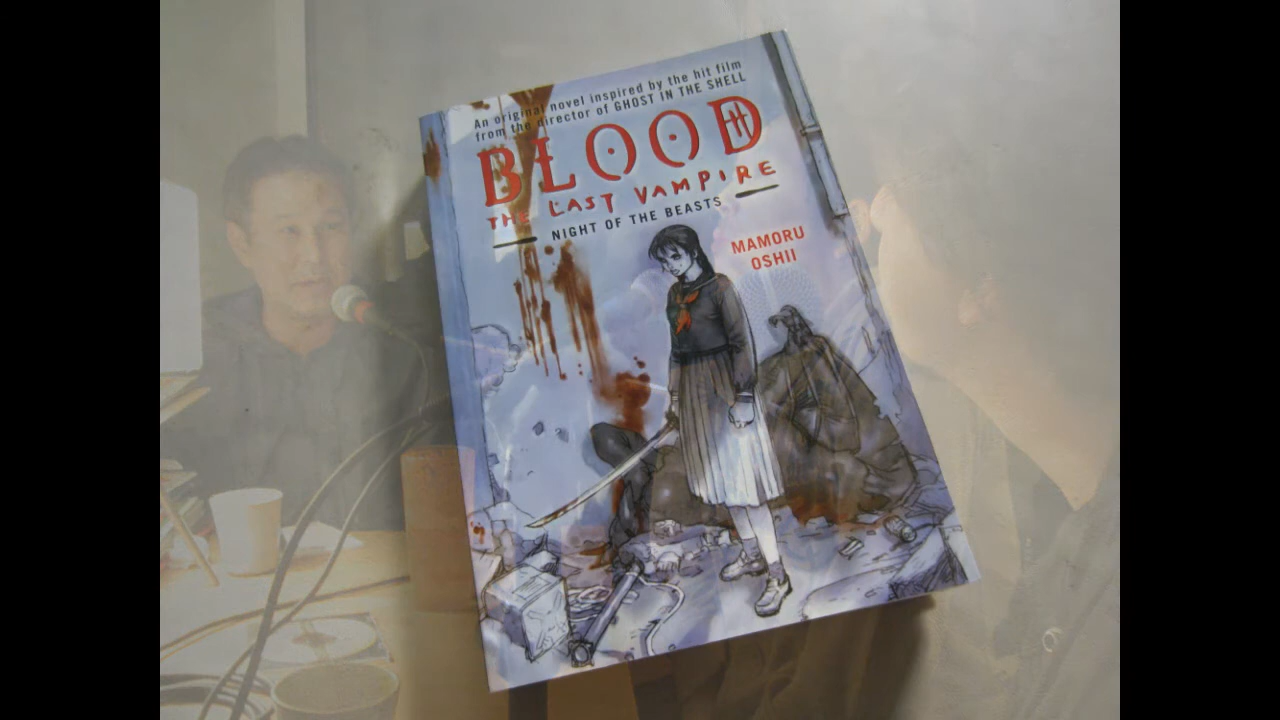 An original novel inspired by the hit film
from the director of GHOST IN THE SHELL
BLOOD
THE LAST VAMPIRE
NIGHT OF THE BEASTS
MAMORU
OSHII